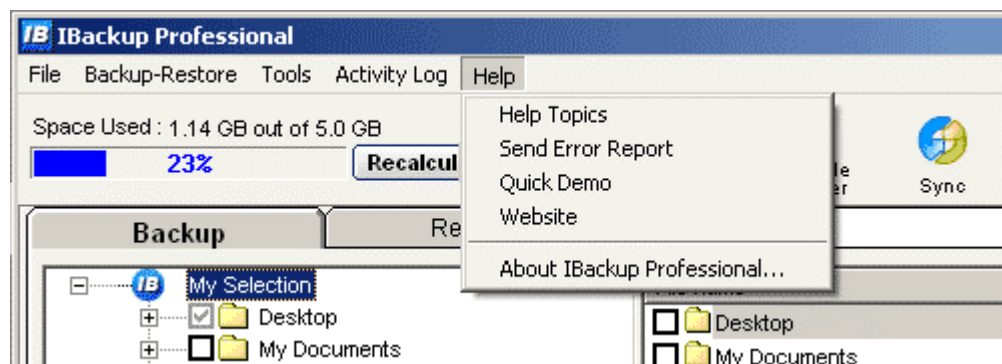 IB IBackup Professional
File Backup-Restore Tools Activity Log Help
Space Used : 1.14 GB out of 5.0 GB
23%
Help Topics
Send Error Report
Quick Demo
Website
About IBackup Professional...
Sync
Backup
IB My Selection
Desktop
My Documents
Desktop
My Documents